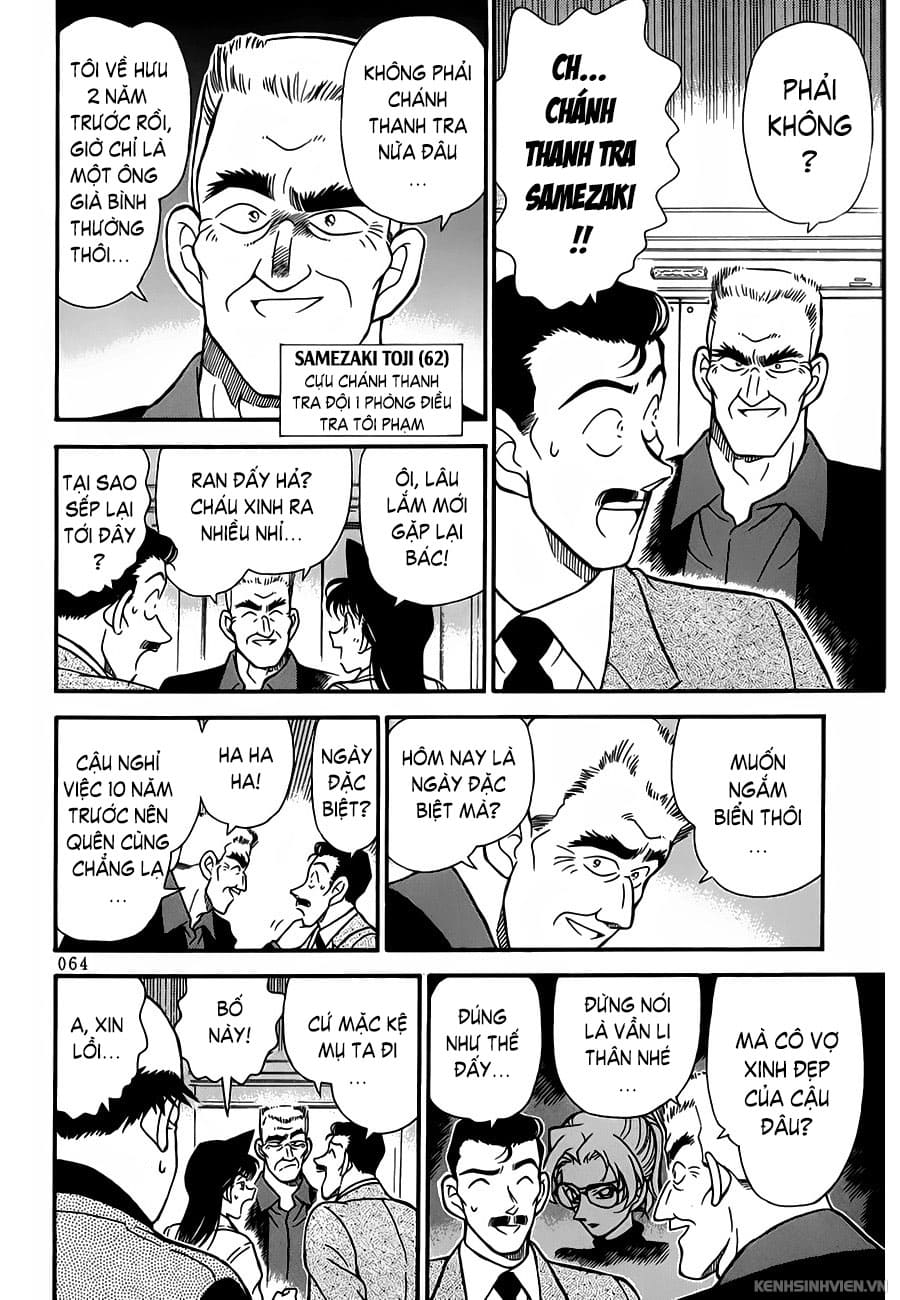 PHẢI
KHÔNG
?
CH...
CHÁNH
THANH TRA
SAMEZAKI
!!
KHÔNG PHẢI
CHÁNH
THANH TRA
NỮA ĐÂU
...
TÔI VỀ HƯU
2 NĂM
TRƯỚC RỒI,
GIỜ CHỈ LÀ
MỘT ÔNG
GIÀ BÌNH
THƯỜNG
THÔI...
SAMEZAKI TOJI (62)
CỰU CHÁNH THANH
TRA ĐỘI 1 PHÒNG ĐIỀU
TRA TÔI PHẠM
ÔI, LÂU
LẮM MỚI
GẶP LẠI
BÁC!
RAN ĐẤY HẢ?
CHÁU XINH RA
NHIỀU NHỈ...
TẠI SAO
SẾP LẠI
TỚI ĐÂY
?
MUỐN
NGẮM
BIỂN THÔI
...
HÔM NAY LÀ
NGÀY ĐẶC
BIỆT MÀ?
NGÀY
ĐẶC
BIỆT?
HA HA
HA!
CẬU NGHỈ
VIỆC 10 NĂM
TRƯỚC NÊN
QUÊN CŨNG
CHẲNG LẠ
...
064
MÀ CÔ VỢ
XINH ĐẸP
CỦA CẬU
ĐÂU?
ĐỪNG NÓI
LÀ VẪN LI
THÂN NHÉ
...
ĐÚNG
NHƯ THẾ
ĐẤY...
CỨ MẶC KỆ
MỤ TA ĐI
BỐ
NÀY!
A, XIN
LỖI...
KENHSINHVIEN.VN